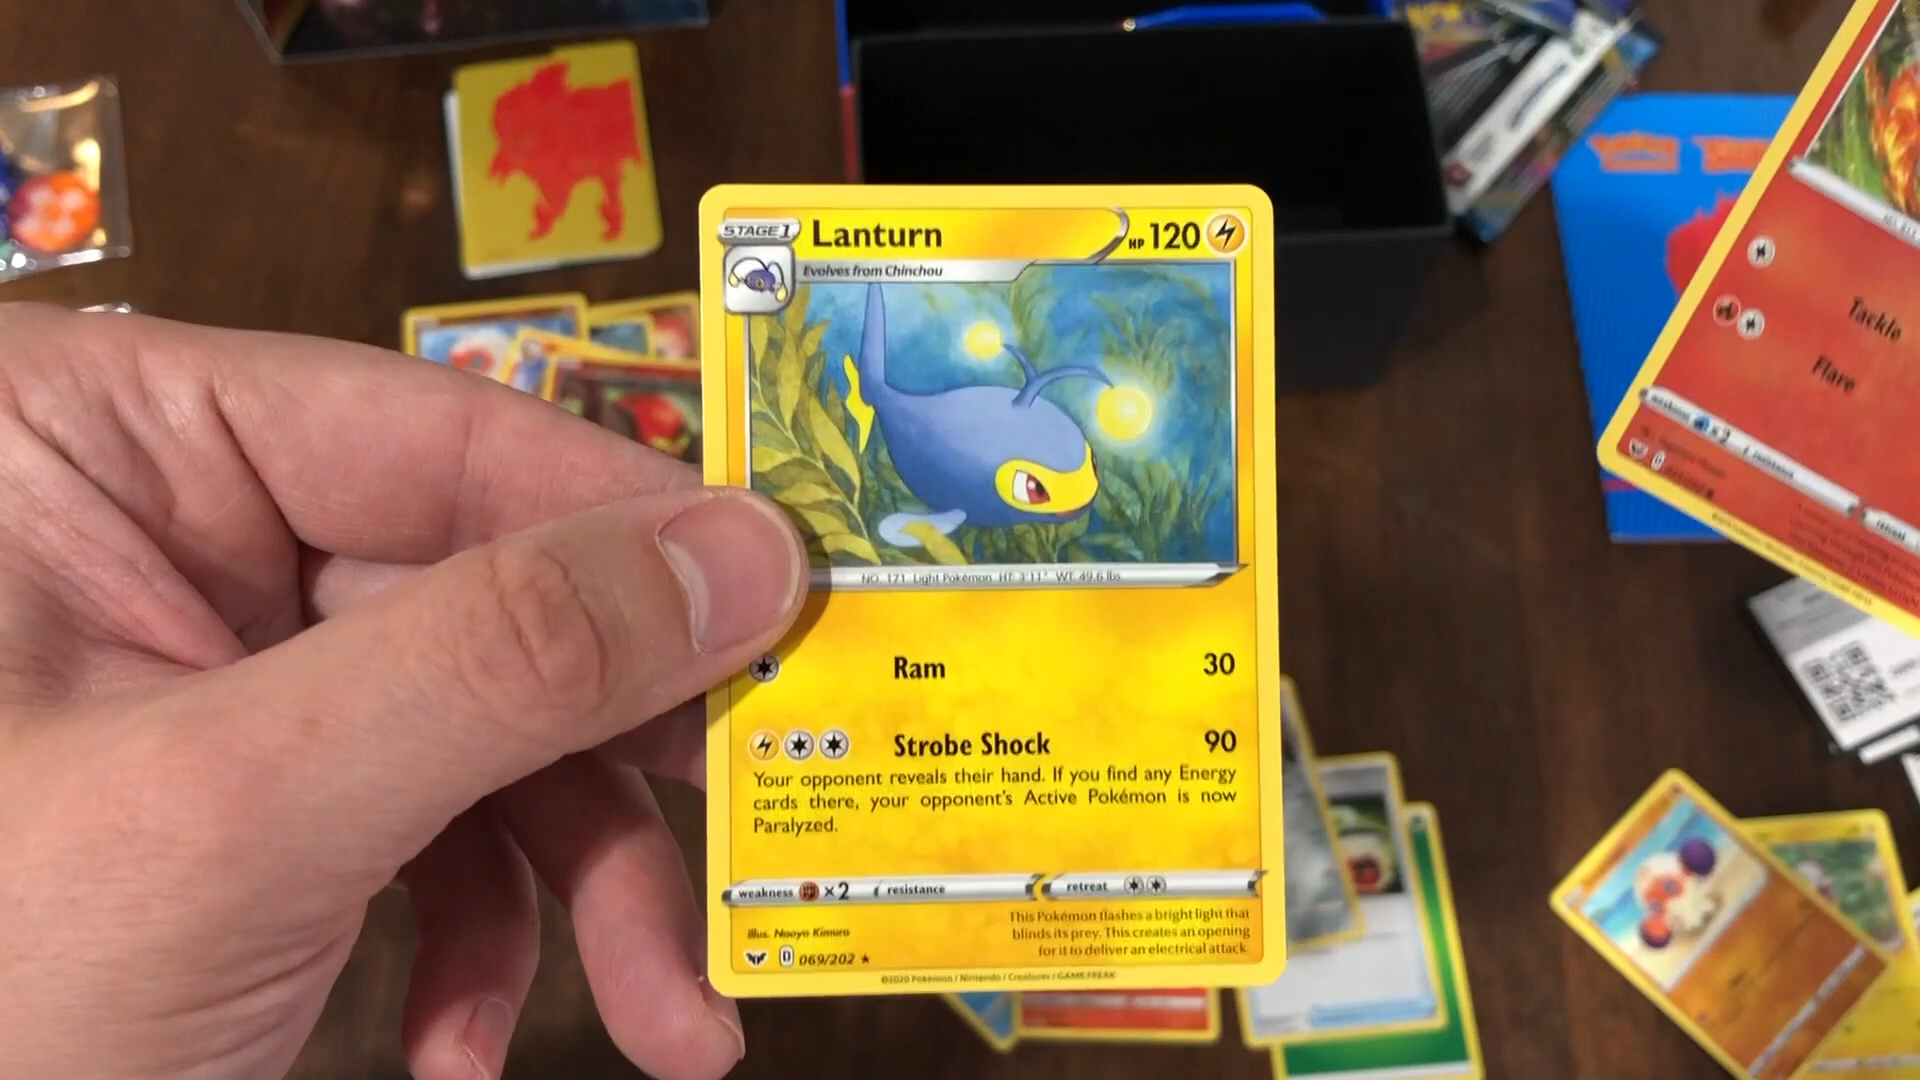 STAGE 1 Lanturn HP 120
Evolves from Chinchou
NO. 171 Light Pokémon HT: 3'11" WT: 49.6 lbs
Ram 30
Strobe Shock 90
Your opponent reveals their hand. If you find any Energy
cards there, your opponent's Active Pokémon is now
Paralyzed.
weakness ×2 resistance retreat
This Pokémon flashes a bright light that
blinds its prey. This creates an opening
for it to deliver an electrical attack.
Illus. Naoyo Kimura
D 069/202
©2020 Pokémon / Nintendo / Creatures / GAME FREAK
Tackle
Flare
weakness ×2 resistance
retreat